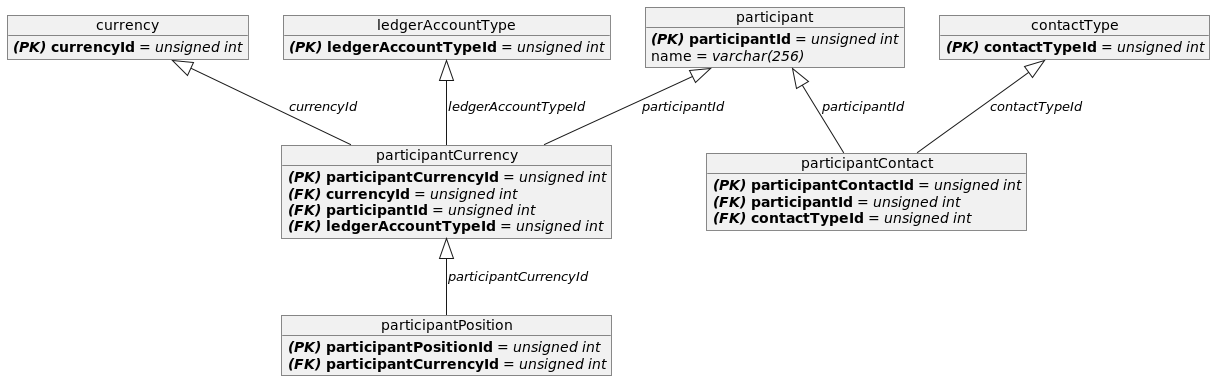 currency
(PK) currencyId = unsigned int
ledgerAccountType
(PK) ledgerAccountTypeId = unsigned int
participant
(PK) participantId = unsigned int
name = varchar(256)
contactType
(PK) contactTypeId = unsigned int
currencyId
ledgerAccountTypeId
participantId
participantId
contactTypeId
participantCurrency
(PK) participantCurrencyId = unsigned int
(FK) currencyId = unsigned int
(FK) participantId = unsigned int
(FK) ledgerAccountTypeId = unsigned int
participantContact
(PK) participantContactId = unsigned int
(FK) participantId = unsigned int
(FK) contactTypeId = unsigned int
participantCurrencyId
participantPosition
(PK) participantPositionId = unsigned int
(FK) participantCurrencyId = unsigned int